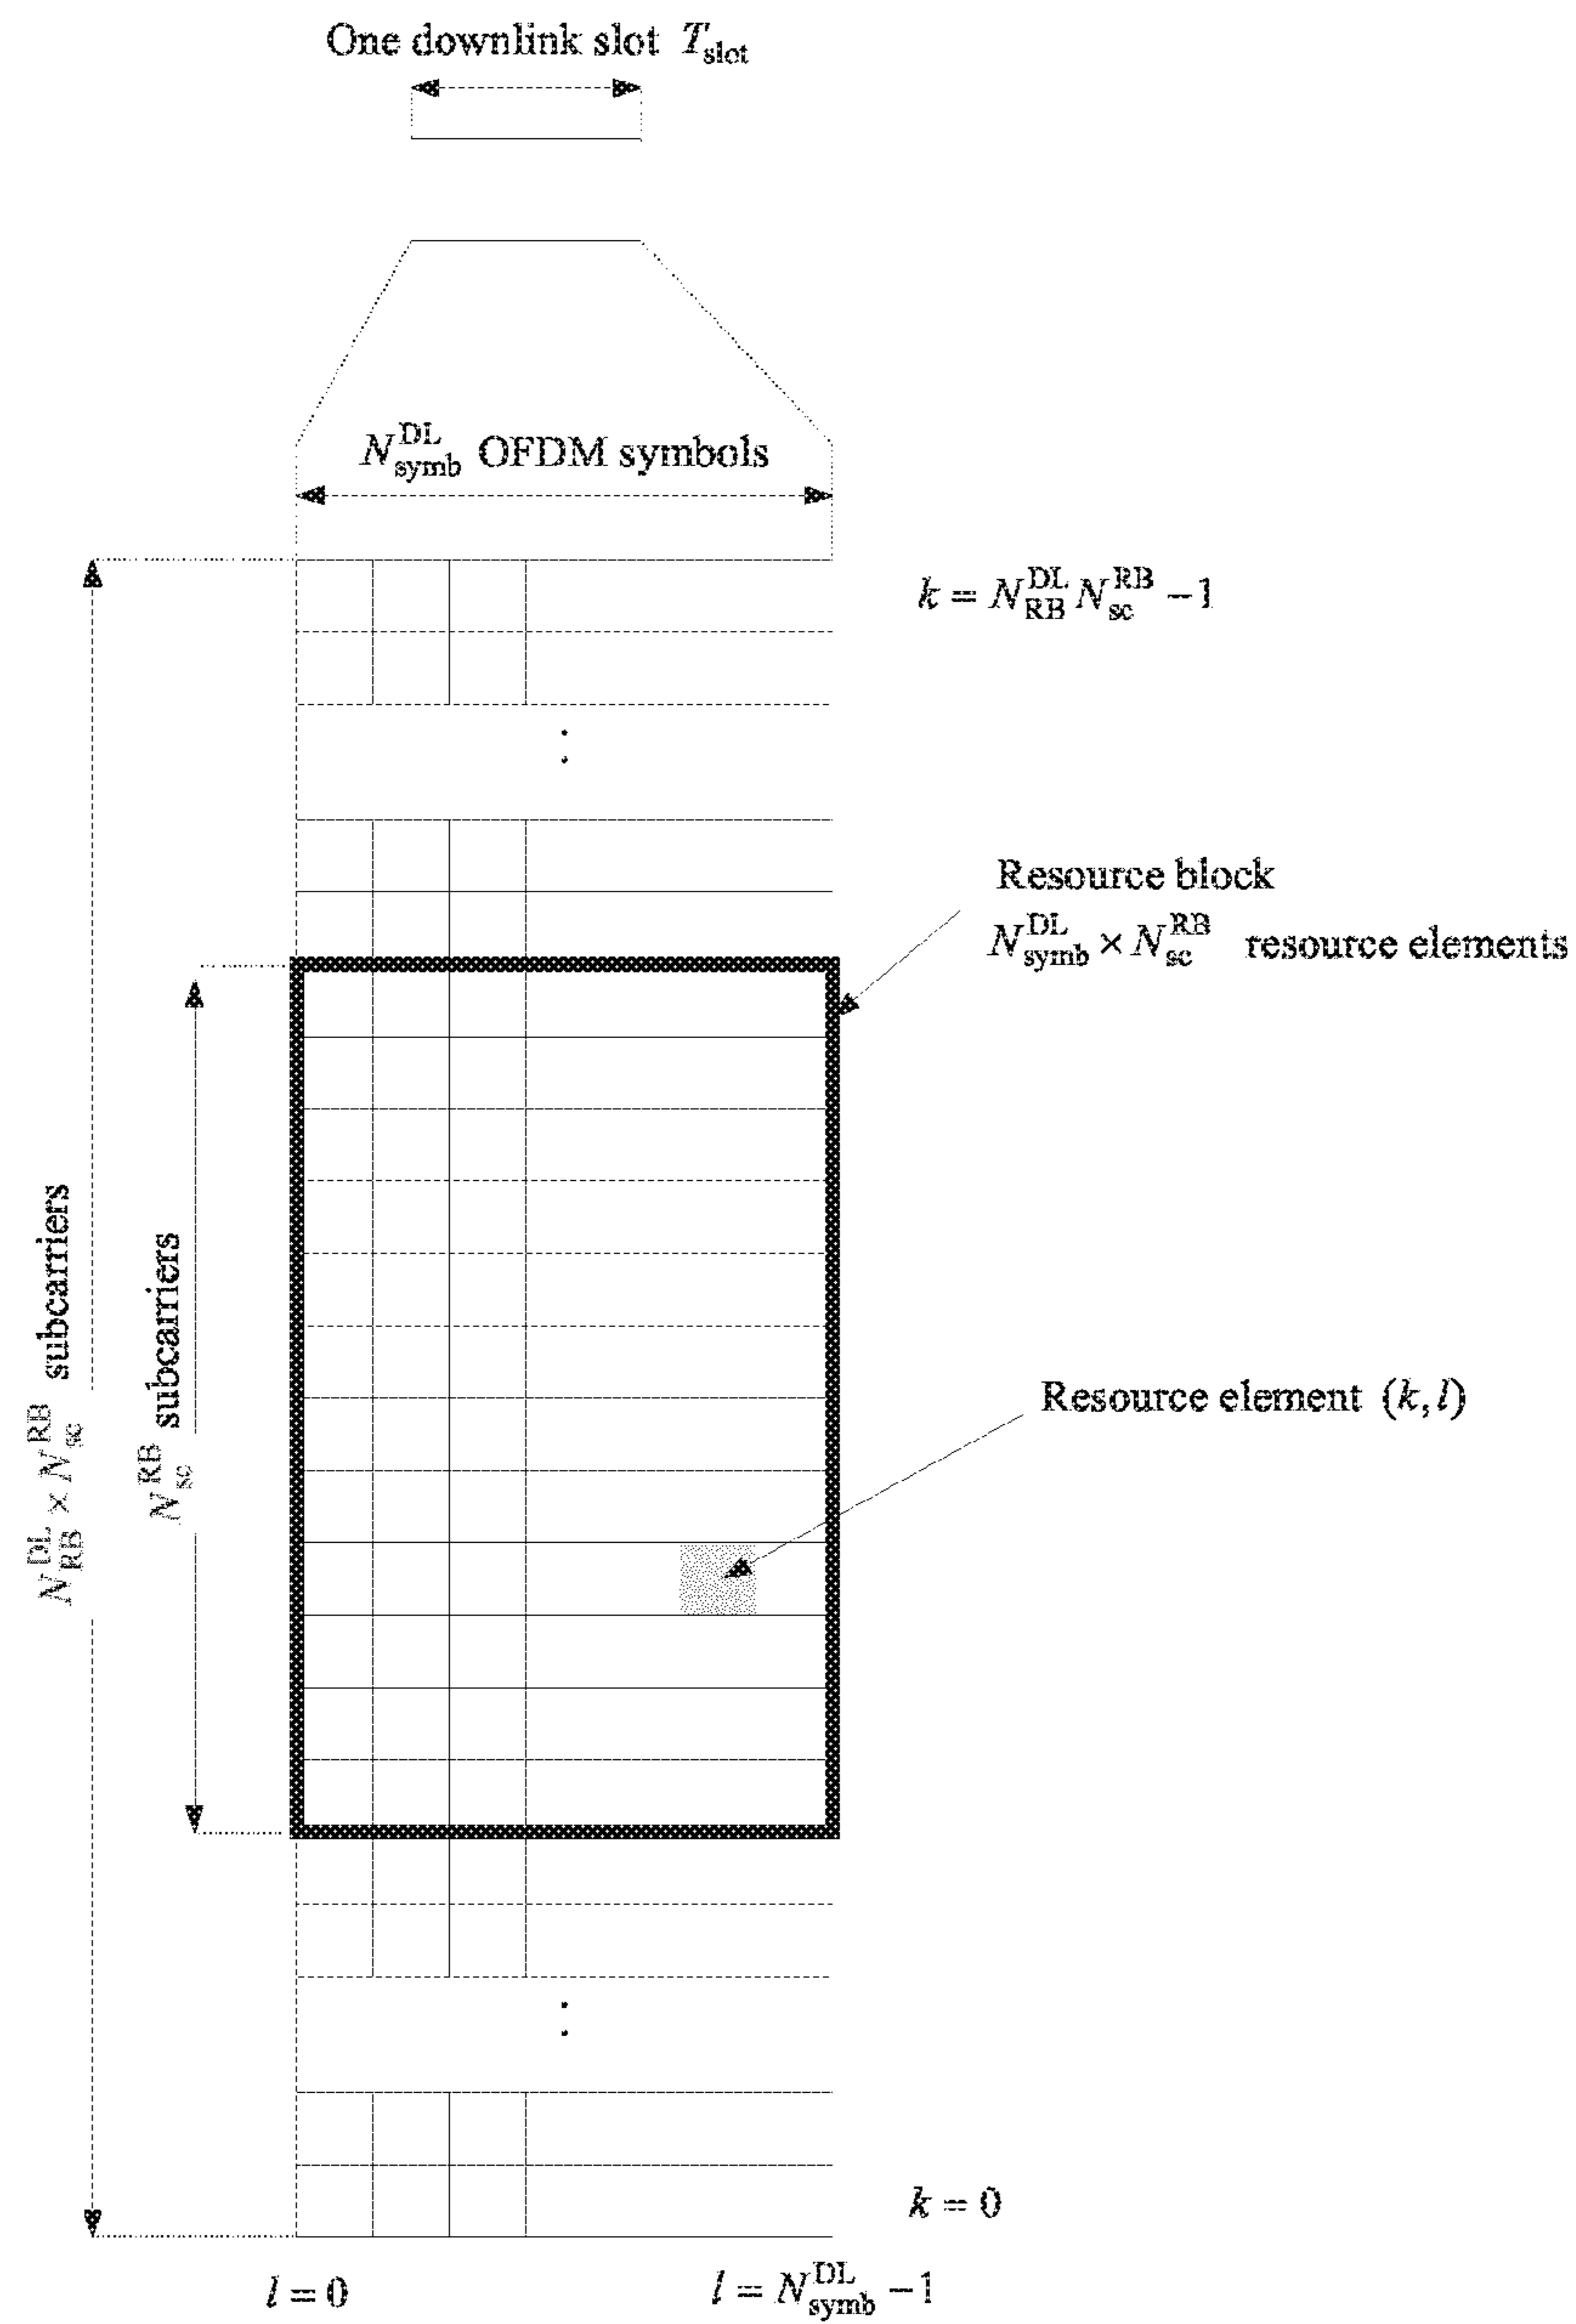 One downlink slot T_slot
N_symb^DL OFDM symbols
k = N_RB^DL N_sc^RB − 1
Resource block
N_symb^DL × N_sc^RB resource elements
N_RB^DL × N_sc^RB subcarriers
N_sc^RB subcarriers
Resource element (k, l)
k = 0
l = 0
l = N_symb^DL − 1